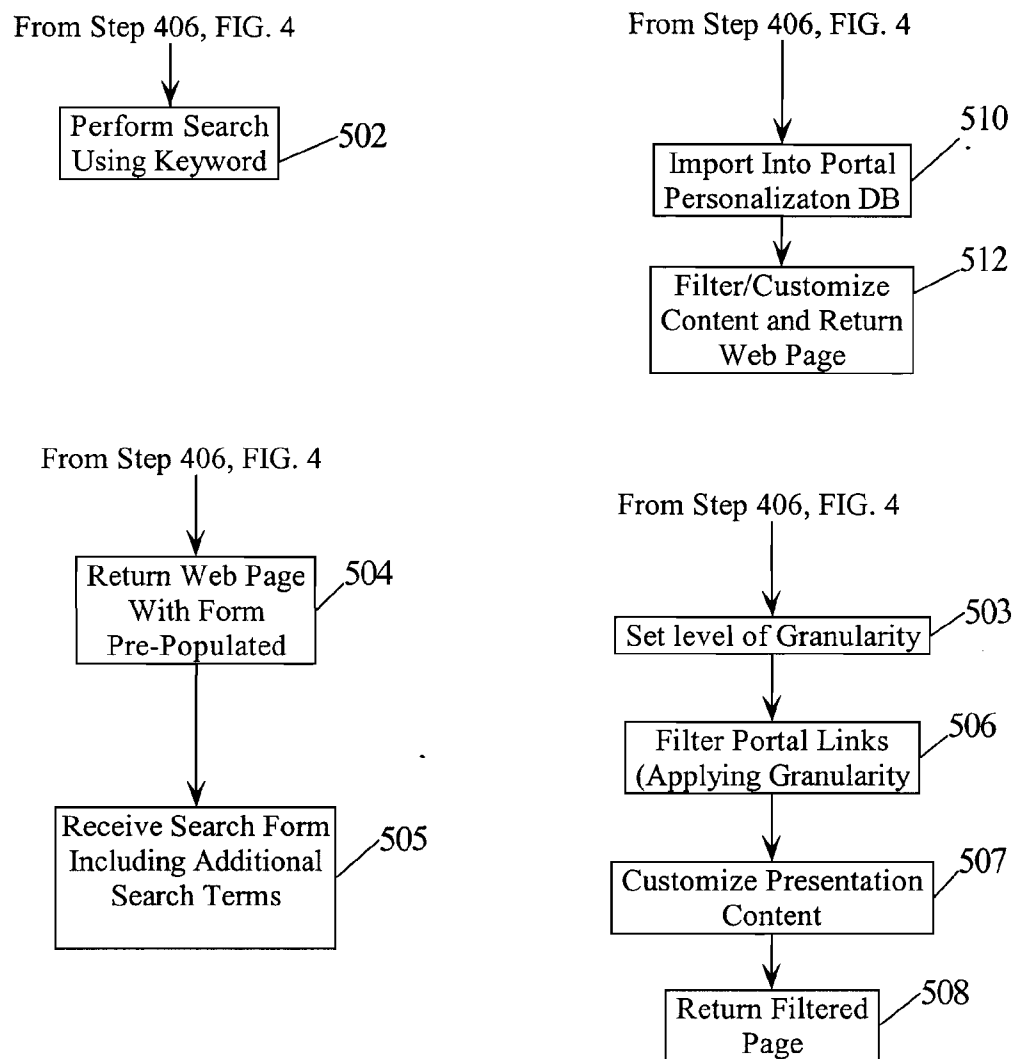 From Step 406, FIG. 4
Perform Search
Using Keyword
502
From Step 406, FIG. 4
510
Import Into Portal
Personalizaton DB
512
Filter/Customize
Content and Return
Web Page
From Step 406, FIG. 4
Return Web Page
With Form
Pre-Populated
504
Receive Search Form
Including Additional
Search Terms
505
From Step 406, FIG. 4
503
Set level of Granularity
506
Filter Portal Links
(Applying Granularity
507
Customize Presentation
Content
508
Return Filtered
Page